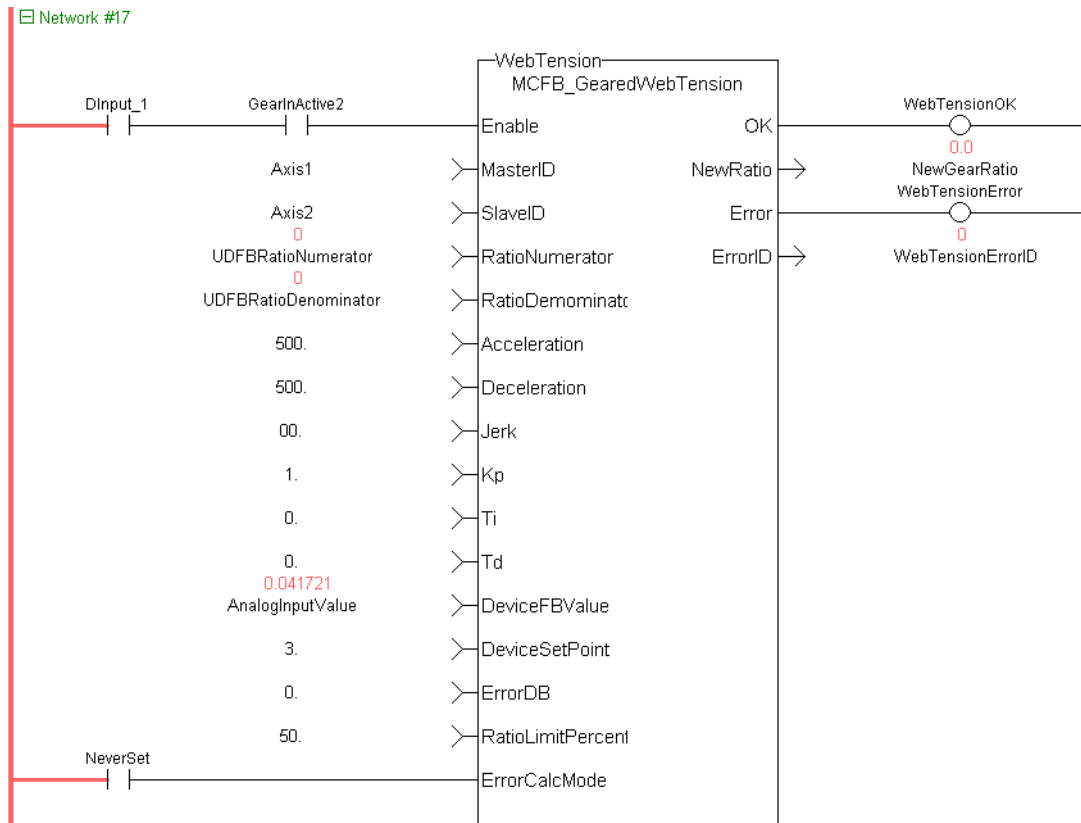 Network #17
WebTension
MCFB_GearedWebTension
DInput_1
GearInActive2
Enable
OK
WebTensionOK
0.0
Axis1
MasterID
NewRatio
NewGearRatio
WebTensionError
Axis2
SlaveID
Error
0
0
UDFBRatioNumerator
RatioNumerator
ErrorID
WebTensionErrorID
0
UDFBRatioDenominator
RatioDemominatc
500.
Acceleration
500.
Deceleration
00.
Jerk
1.
Kp
0.
Ti
0.
Td
0.041721
AnalogInputValue
DeviceFBValue
3.
DeviceSetPoint
0.
ErrorDB
50.
RatioLimitPercent
NeverSet
ErrorCalcMode